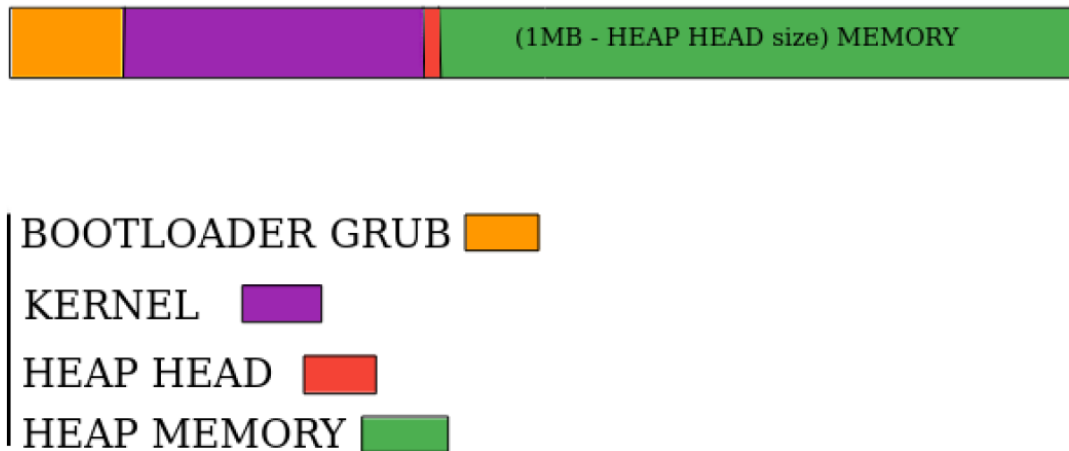 (1MB - HEAP HEAD size) MEMORY
BOOTLOADER GRUB
KERNEL
HEAP HEAD
HEAP MEMORY